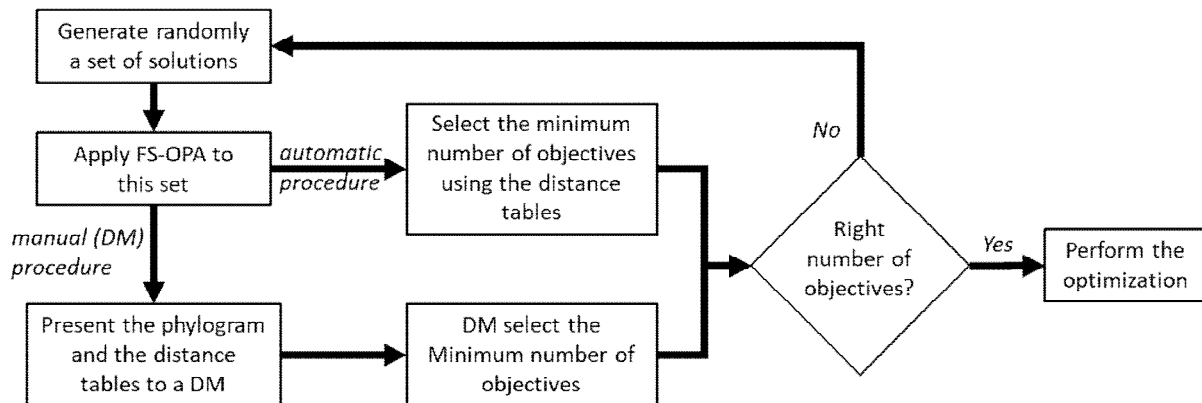 Generate randomly
a set of solutions
Apply FS-OPA to
this set
automatic
procedure
Select the minimum
number of objectives
using the distance
tables
manual (DM)
procedure
Present the phylogram
and the distance
tables to a DM
DM select the
Minimum number of
objectives
Right
number of
objectives?
No
Yes
Perform the
optimization